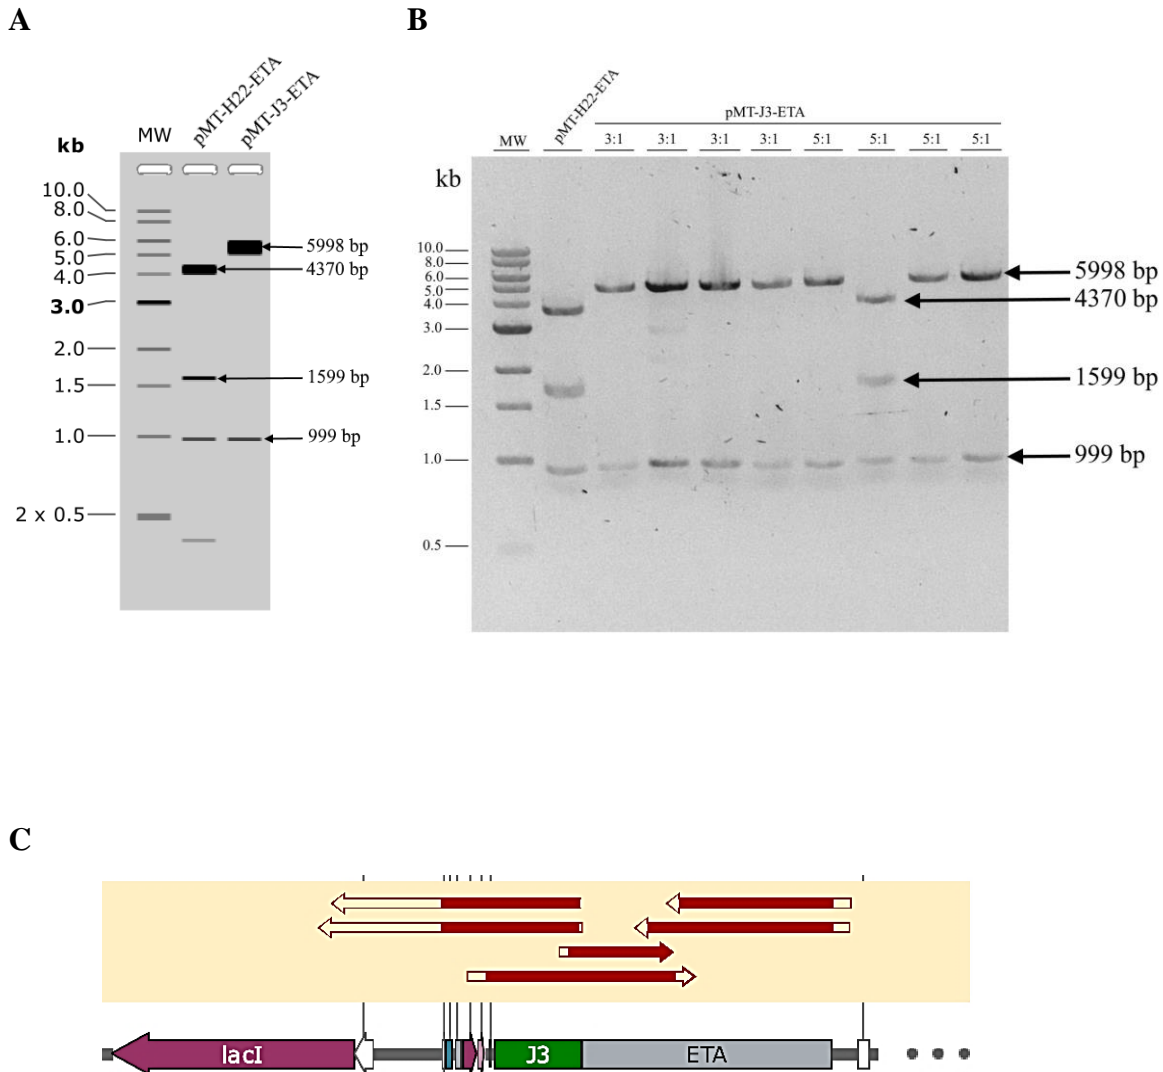 A
B
pMT-H22-ETA
pMT-J3-ETA
MW
kb
10.0
8.0
6.0
5.0
4.0
3.0
2.0
1.5
1.0
2 x 0.5
5998 bp
4370 bp
1599 bp
999 bp
pMT-H22-ETA
pMT-J3-ETA
MW 3:1 3:1 3:1 3:1 5:1 5:1 5:1 5:1
kb
10.0
8.0
6.0
5.0
4.0
3.0
2.0
1.5
1.0
0.5
5998 bp
4370 bp
1599 bp
999 bp
C
lacI J3 ETA